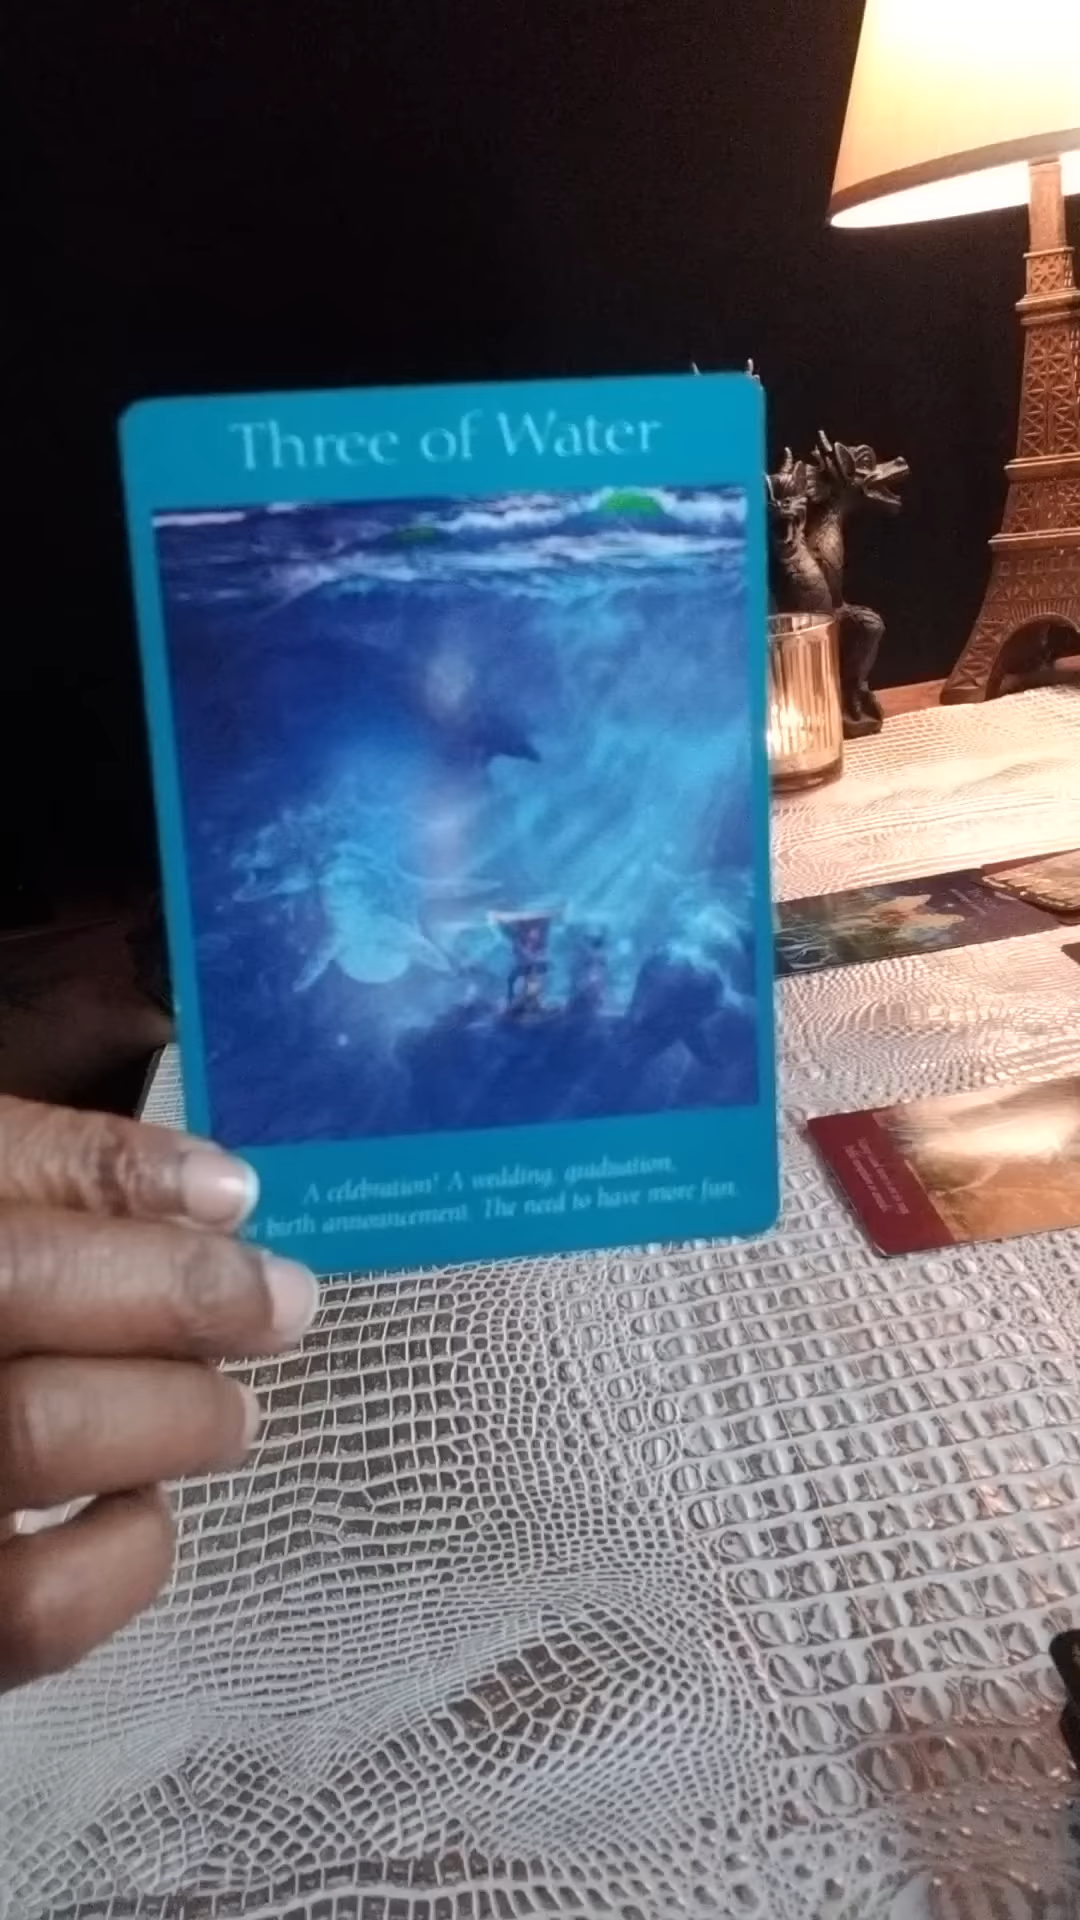 Three of Water
A celebration! A wedding, graduation,
or birth announcement. The need to have more fun.